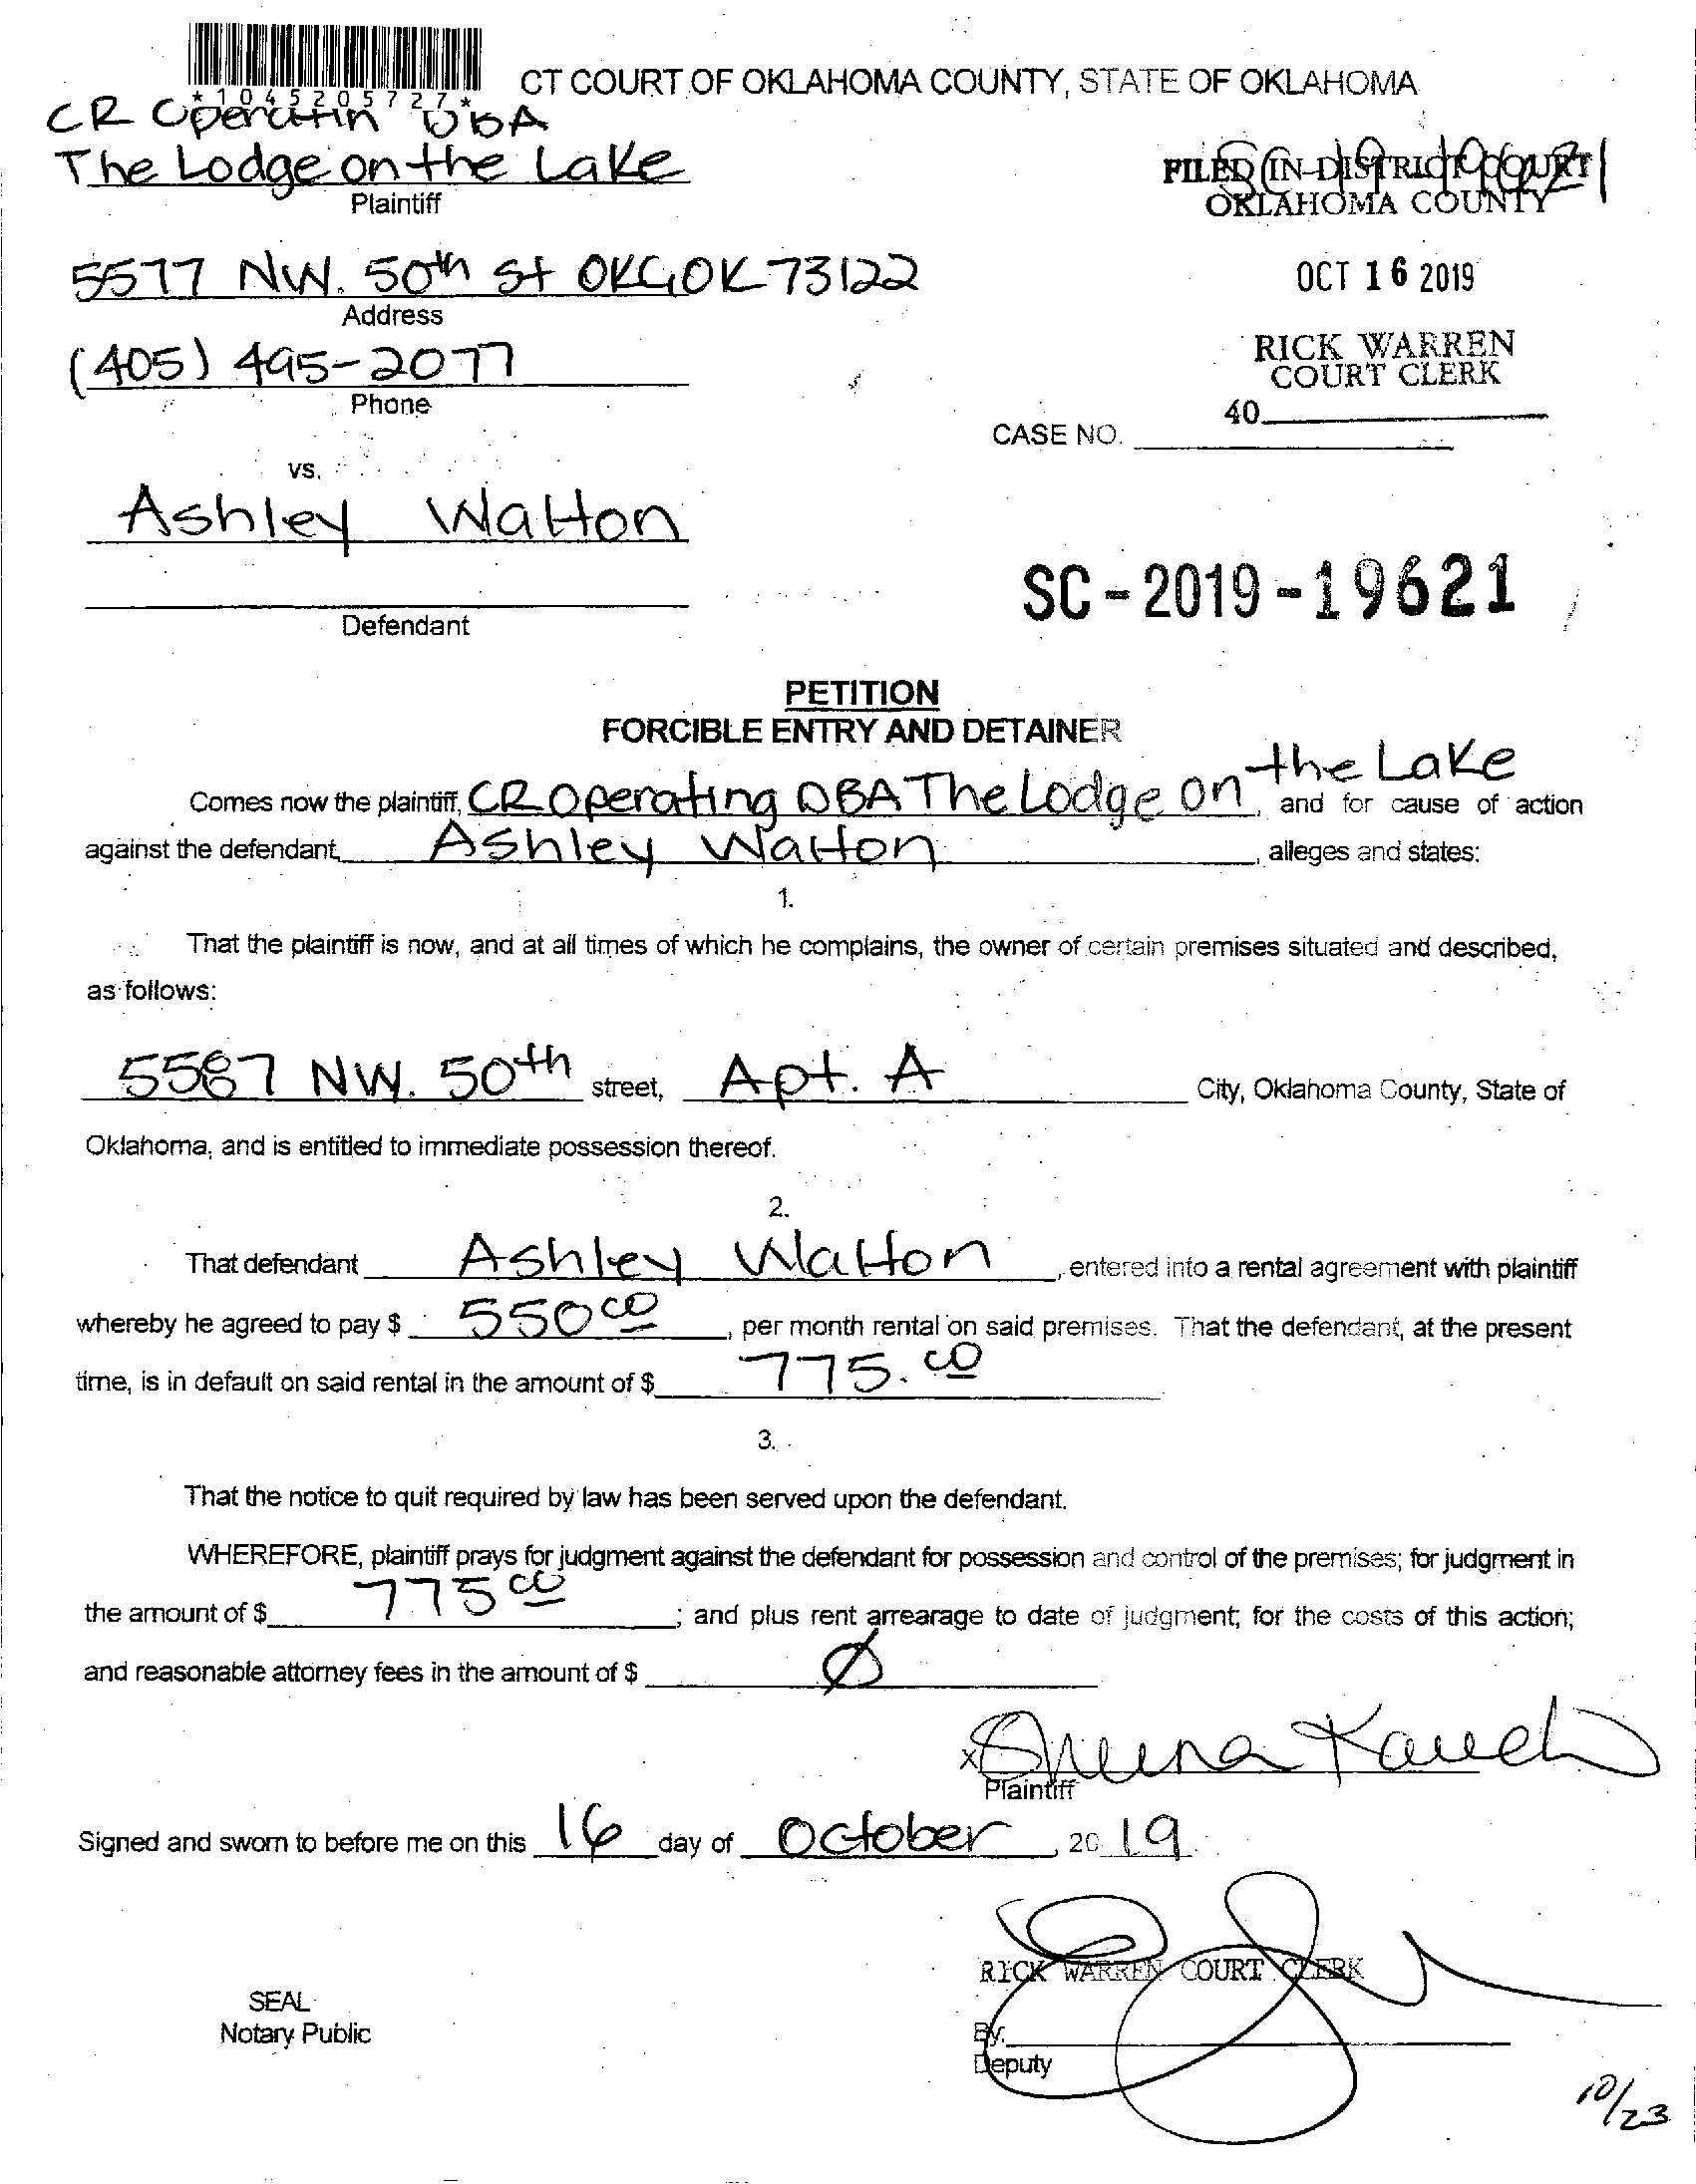 *1045205727*
CT COURT OF OKLAHOMA COUNTY, STATE OF OKLAHOMA
CR Operatin DBA
The Lodge on the Lake
Plaintiff
SC 19 19621
FILED IN DISTRICT COURT
OKLAHOMA COUNTY
5577 NW. 50th St OKC, OK 73122
Address
OCT 16 2019
(405) 495-2077
Phone
RICK WARREN
COURT CLERK
40
CASE NO.
vs.
Ashley Walton
Defendant
SC-2019-19621
PETITION
FORCIBLE ENTRY AND DETAINER
Comes now the plaintiff, CR Operating DBA The Lodge on the Lake, and for cause of action
against the defendant, Ashley Walton, alleges and states:
1.
That the plaintiff is now, and at all times of which he complains, the owner of certain premises situated and described,
as follows:
5587 NW. 50th street, Apt. A City, Oklahoma County, State of
Oklahoma, and is entitled to immediate possession thereof.
2.
That defendant Ashley Walton, entered into a rental agreement with plaintiff
whereby he agreed to pay $ 550 00, per month rental on said premises. That the defendant, at the present
time, is in default on said rental in the amount of $ 775.00
3.
That the notice to quit required by law has been served upon the defendant.
WHEREFORE, plaintiff prays for judgment against the defendant for possession and control of the premises; for judgment in
the amount of $ 775 00; and plus rent arrearage to date of judgment; for the costs of this action;
and reasonable attorney fees in the amount of $ Ø
x
Plaintiff
Signed and sworn to before me on this 16 day of October, 20 19.
RICK WARREN COURT CLERK
SEAL
Notary Public
By:
Deputy
10/23